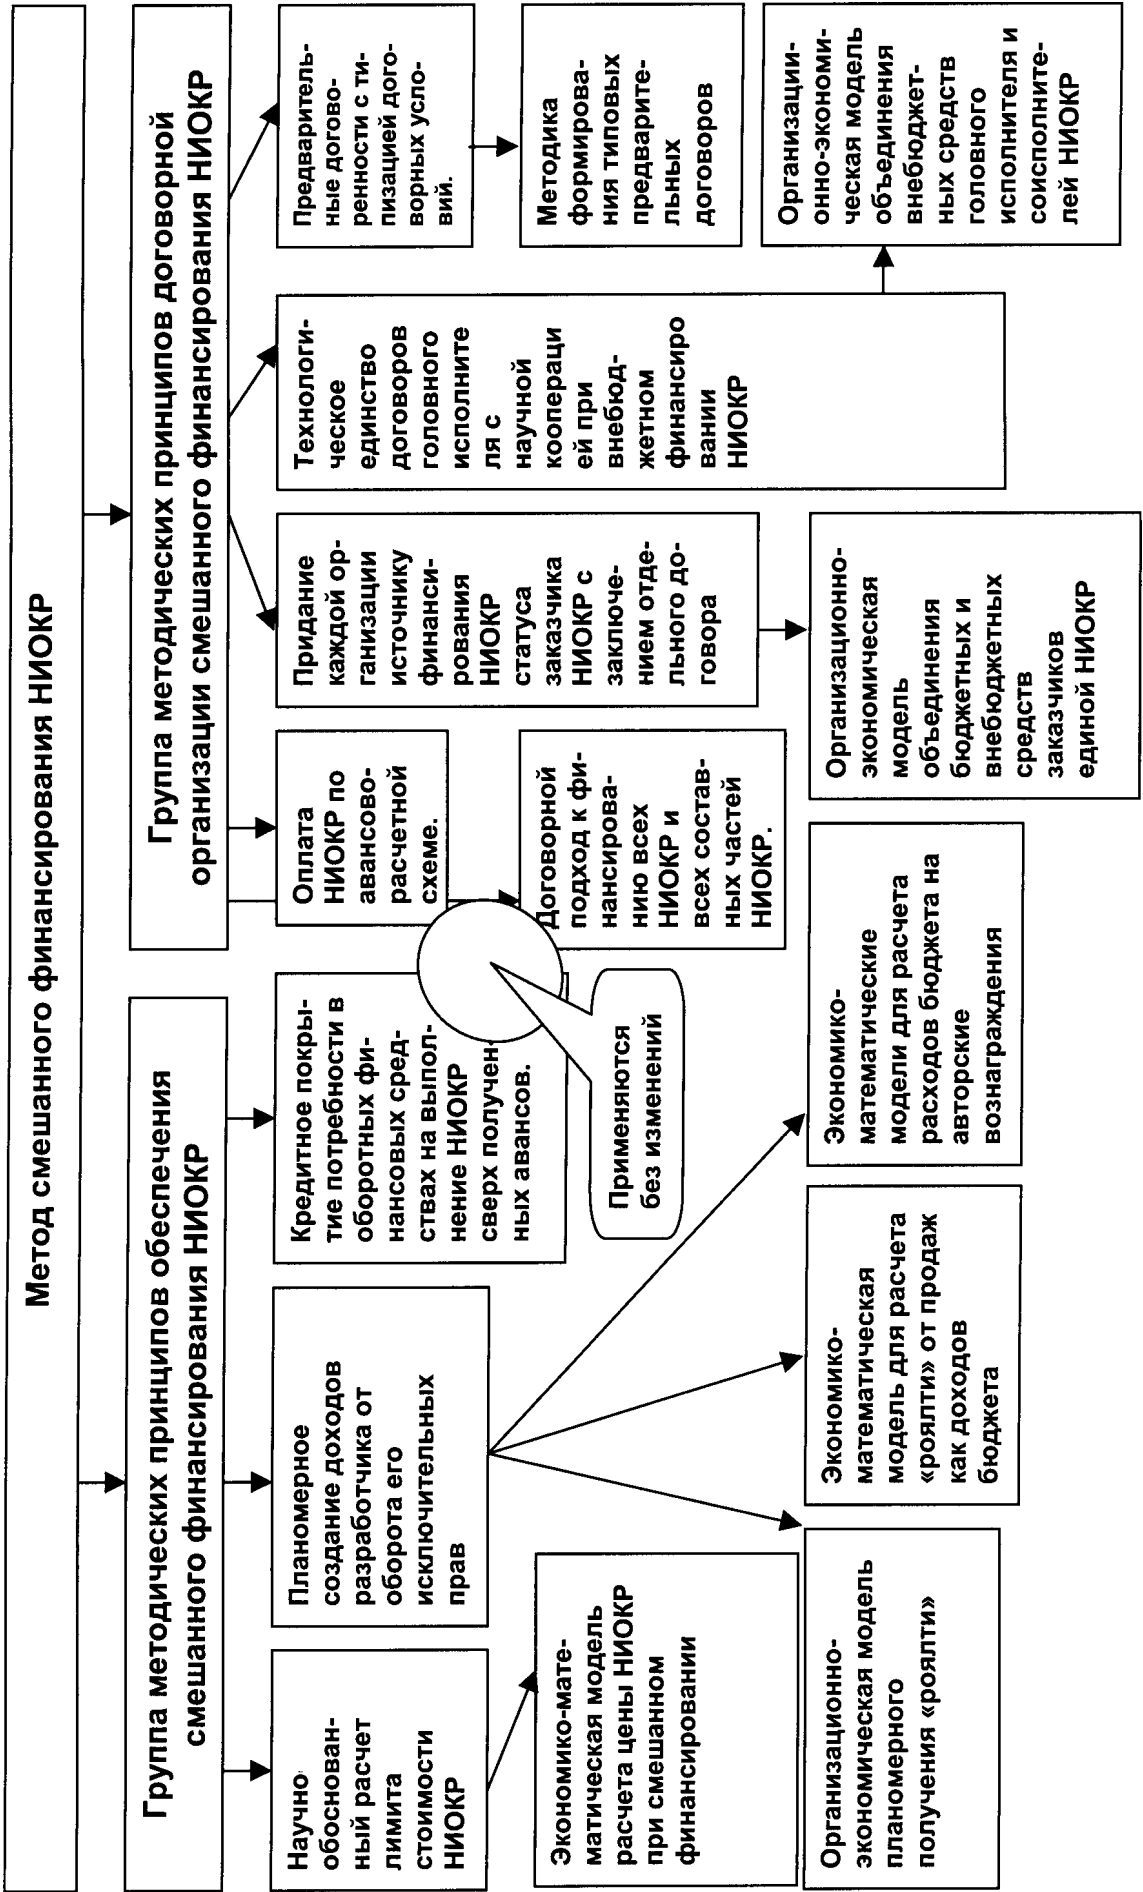 Метод смешанного финансирования НИОКР
Группа методических принципов обеспечения
смешанного финансирования НИОКР
Группа методических принципов договорной
организации смешанного финансирования НИОКР
Научно
обоснован-
ный расчет
лимита
стоимости
НИОКР
Планомерное
создание доходов
разработчика от
оборота его
исключительных
прав
Кредитное покры-
тие потребности в
оборотных фи-
нансовых сред-
ствах на выпол-
нение НИОКР
сверх получен-
ных авансов.
Оплата
НИОКР по
авансово-
расчетной
схеме.
Придание
каждой ор-
ганизации
источнику
финанси-
рования
НИОКР
статуса
заказчика
НИОКР с
заключе-
нием отде-
льного до-
говора
Технологи-
ческое
единство
договоров
головного
исполните
ля с
научной
коопераци
ей при
внебюд-
жетном
финансиро
вании
НИОКР
Предваритель-
ные догово-
ренности с ти-
пизацией дого-
ворных усло-
вий.
Экономико-мате-
матическая модель
расчета цены НИОКР
при смешанном
финансировании
Применяются
без изменений
Договорной
подход к фи-
нансирова-
нию всех
НИОКР и
всех состав-
ных частей
НИОКР.
Методика
формирова-
ния типовых
предварите-
льных
договоров
Организационно-
экономическая модель
планомерного
получения «роялти»
Экономико-
математическая
модель для расчета
«роялти» от продаж
как доходов
бюджета
Экономико-
математические
модели для расчета
расходов бюджета на
авторские
вознаграждения
Организационно-
экономическая
модель
объединения
бюджетных и
внебюджетных
средств
заказчиков
единой НИОКР
Организаци-
онно-экономи-
ческая модель
объединения
внебюджет-
ных средств
головного
исполнителя и
соисполните-
лей НИОКР